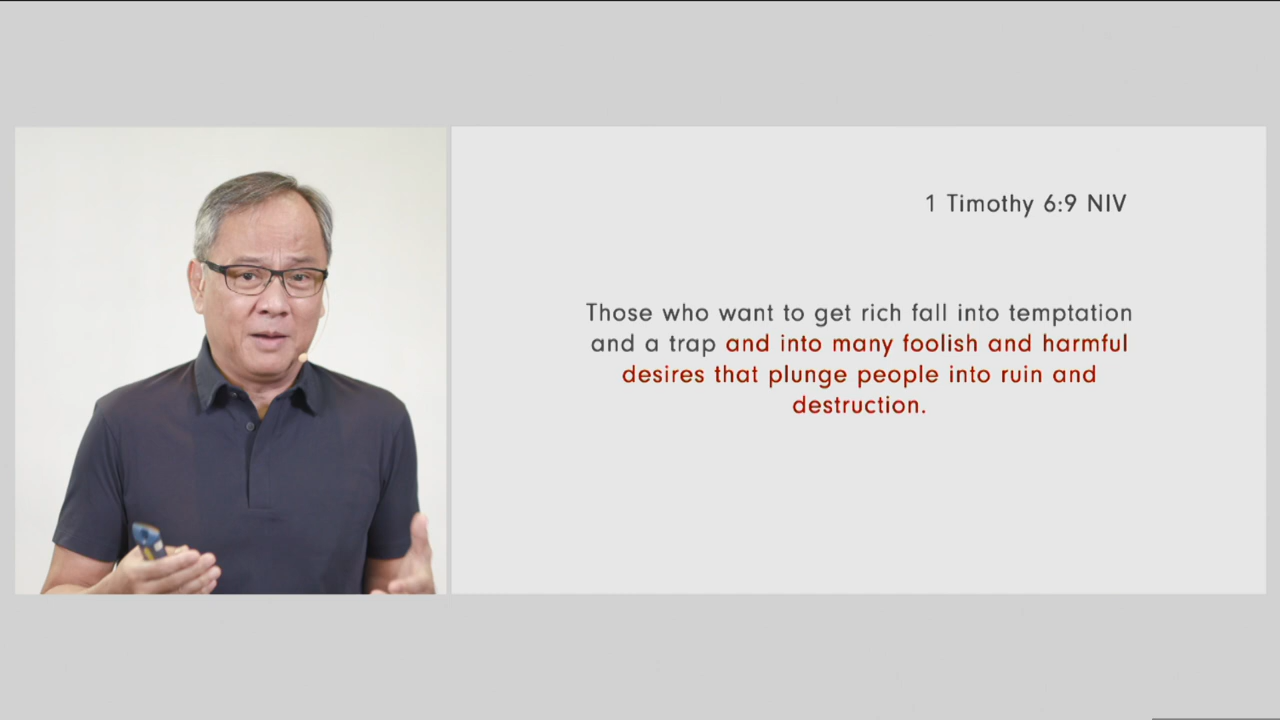 1 Timothy 6:9 NIV
Those who want to get rich fall into temptation
and a trap and into many foolish and harmful
desires that plunge people into ruin and
destruction.